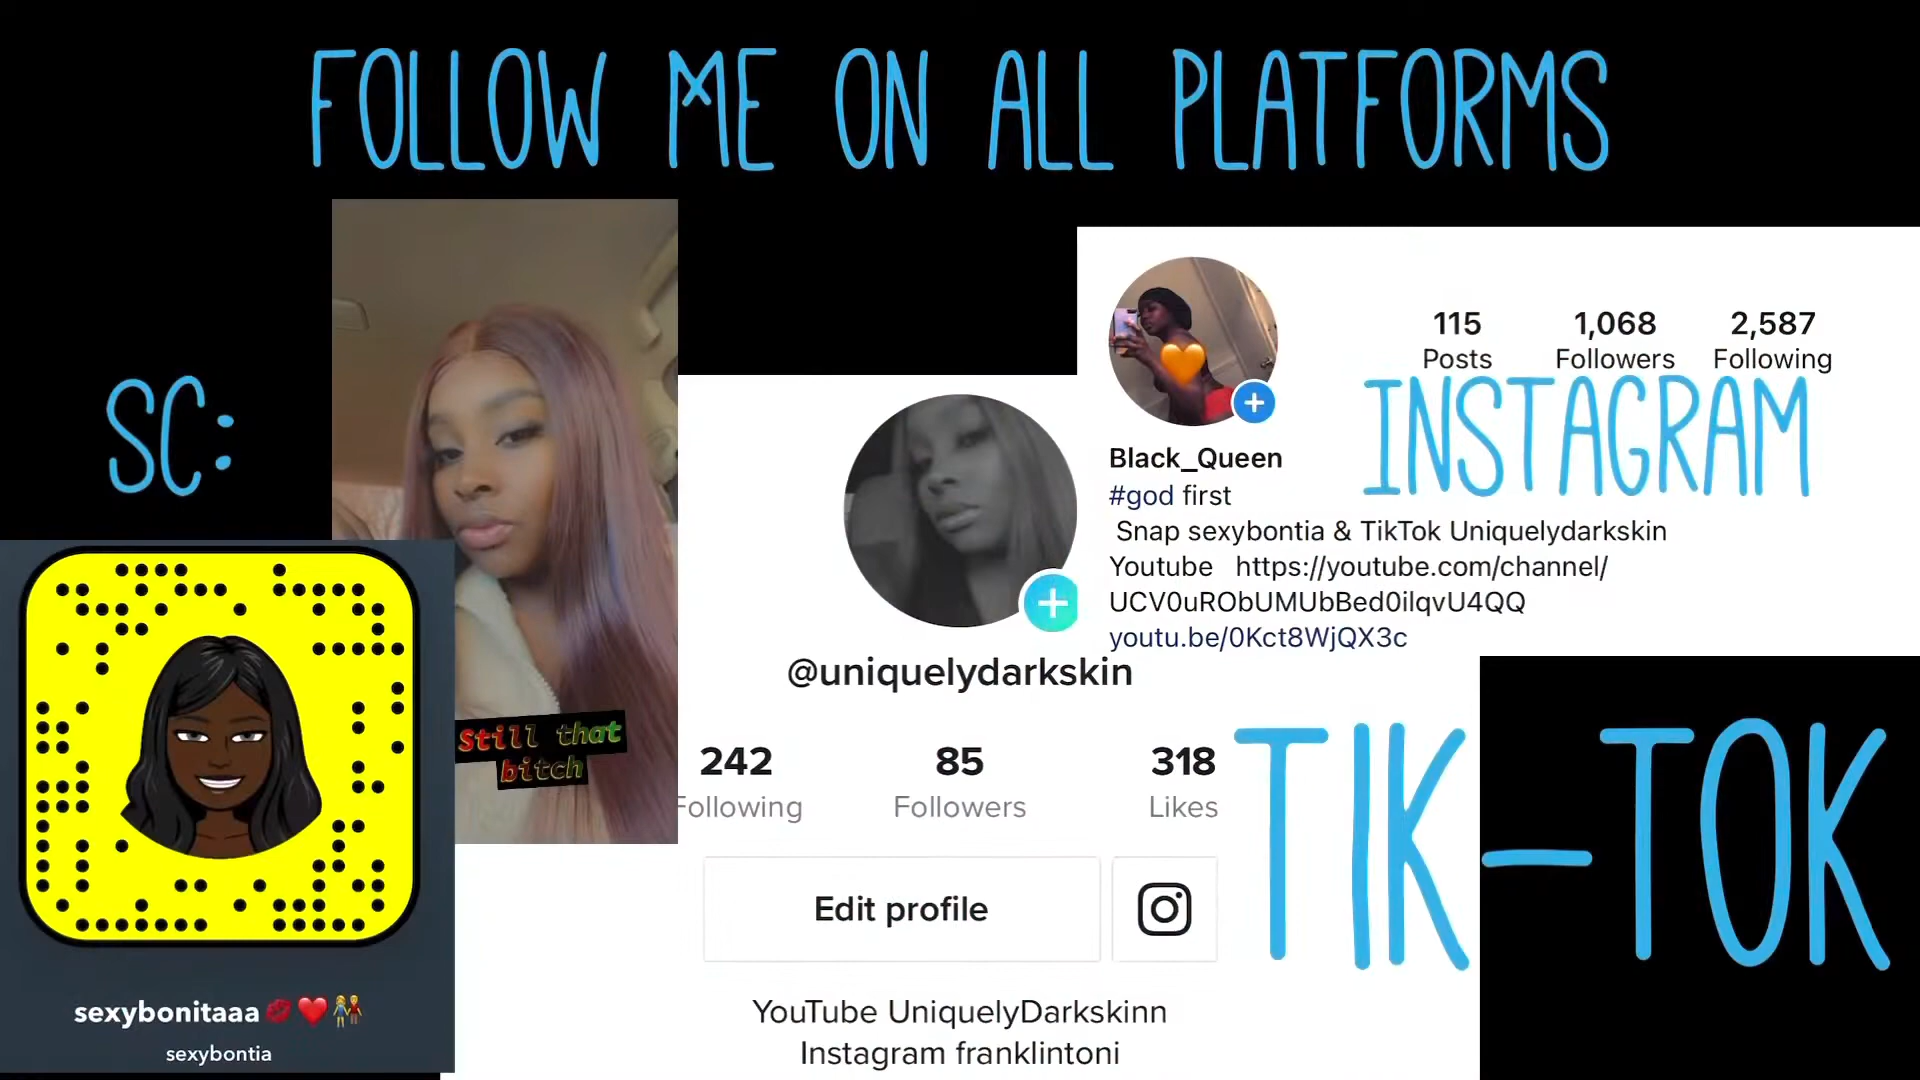 FOLLOW ME ON ALL PLATFORMS
SC:
Still that
bitch
sexybonitaaa💋❤️👫
sexybontia
115
Posts
1,068
Followers
2,587
Following
INSTAGRAM
Black_Queen
#god first
Snap sexybontia & TikTok Uniquelydarkskin
Youtube https://youtube.com/channel/
UCV0uRObUMUbBed0ilqvU4QQ
youtu.be/0Kct8WjQX3c
@uniquelydarkskin
242
Following
85
Followers
318
Likes
TIK-TOK
Edit profile
YouTube UniquelyDarkskinn
Instagram franklintoni